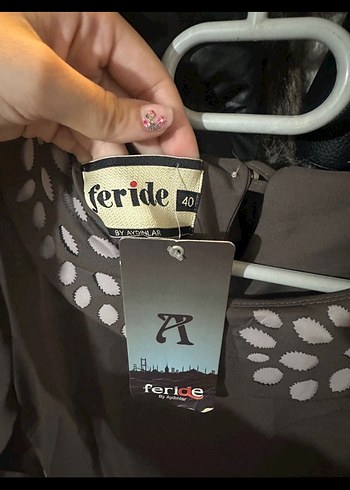 feride
40
BY AYDINLAR
A
feride
By Aydınlar